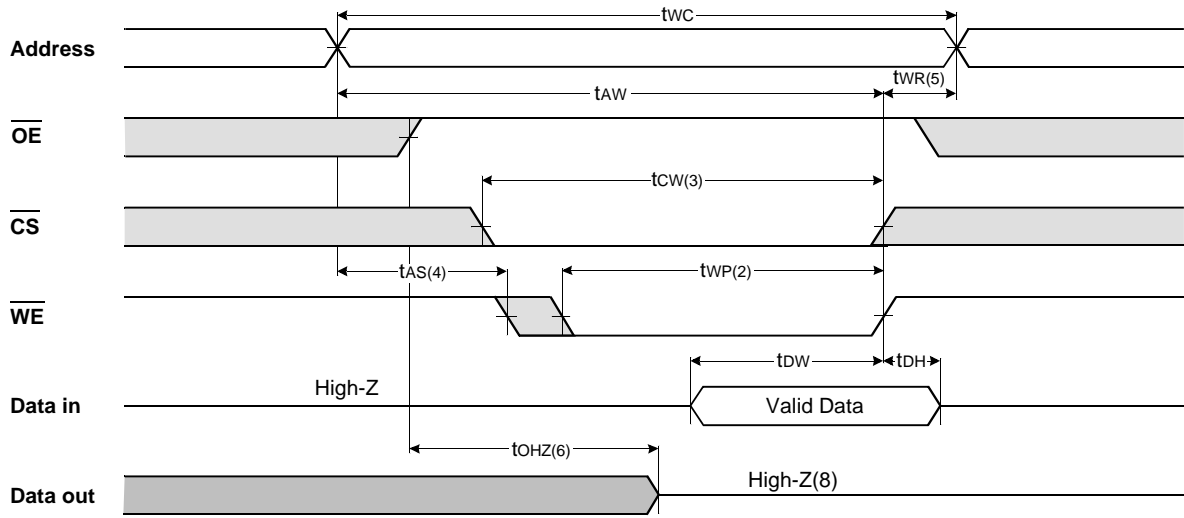 tWC
Address
tAW
tWR(5)
OE
tCW(3)
CS
tAS(4)
tWP(2)
WE
tDW
tDH
High-Z
Data in
Valid Data
tOHZ(6)
High-Z(8)
Data out